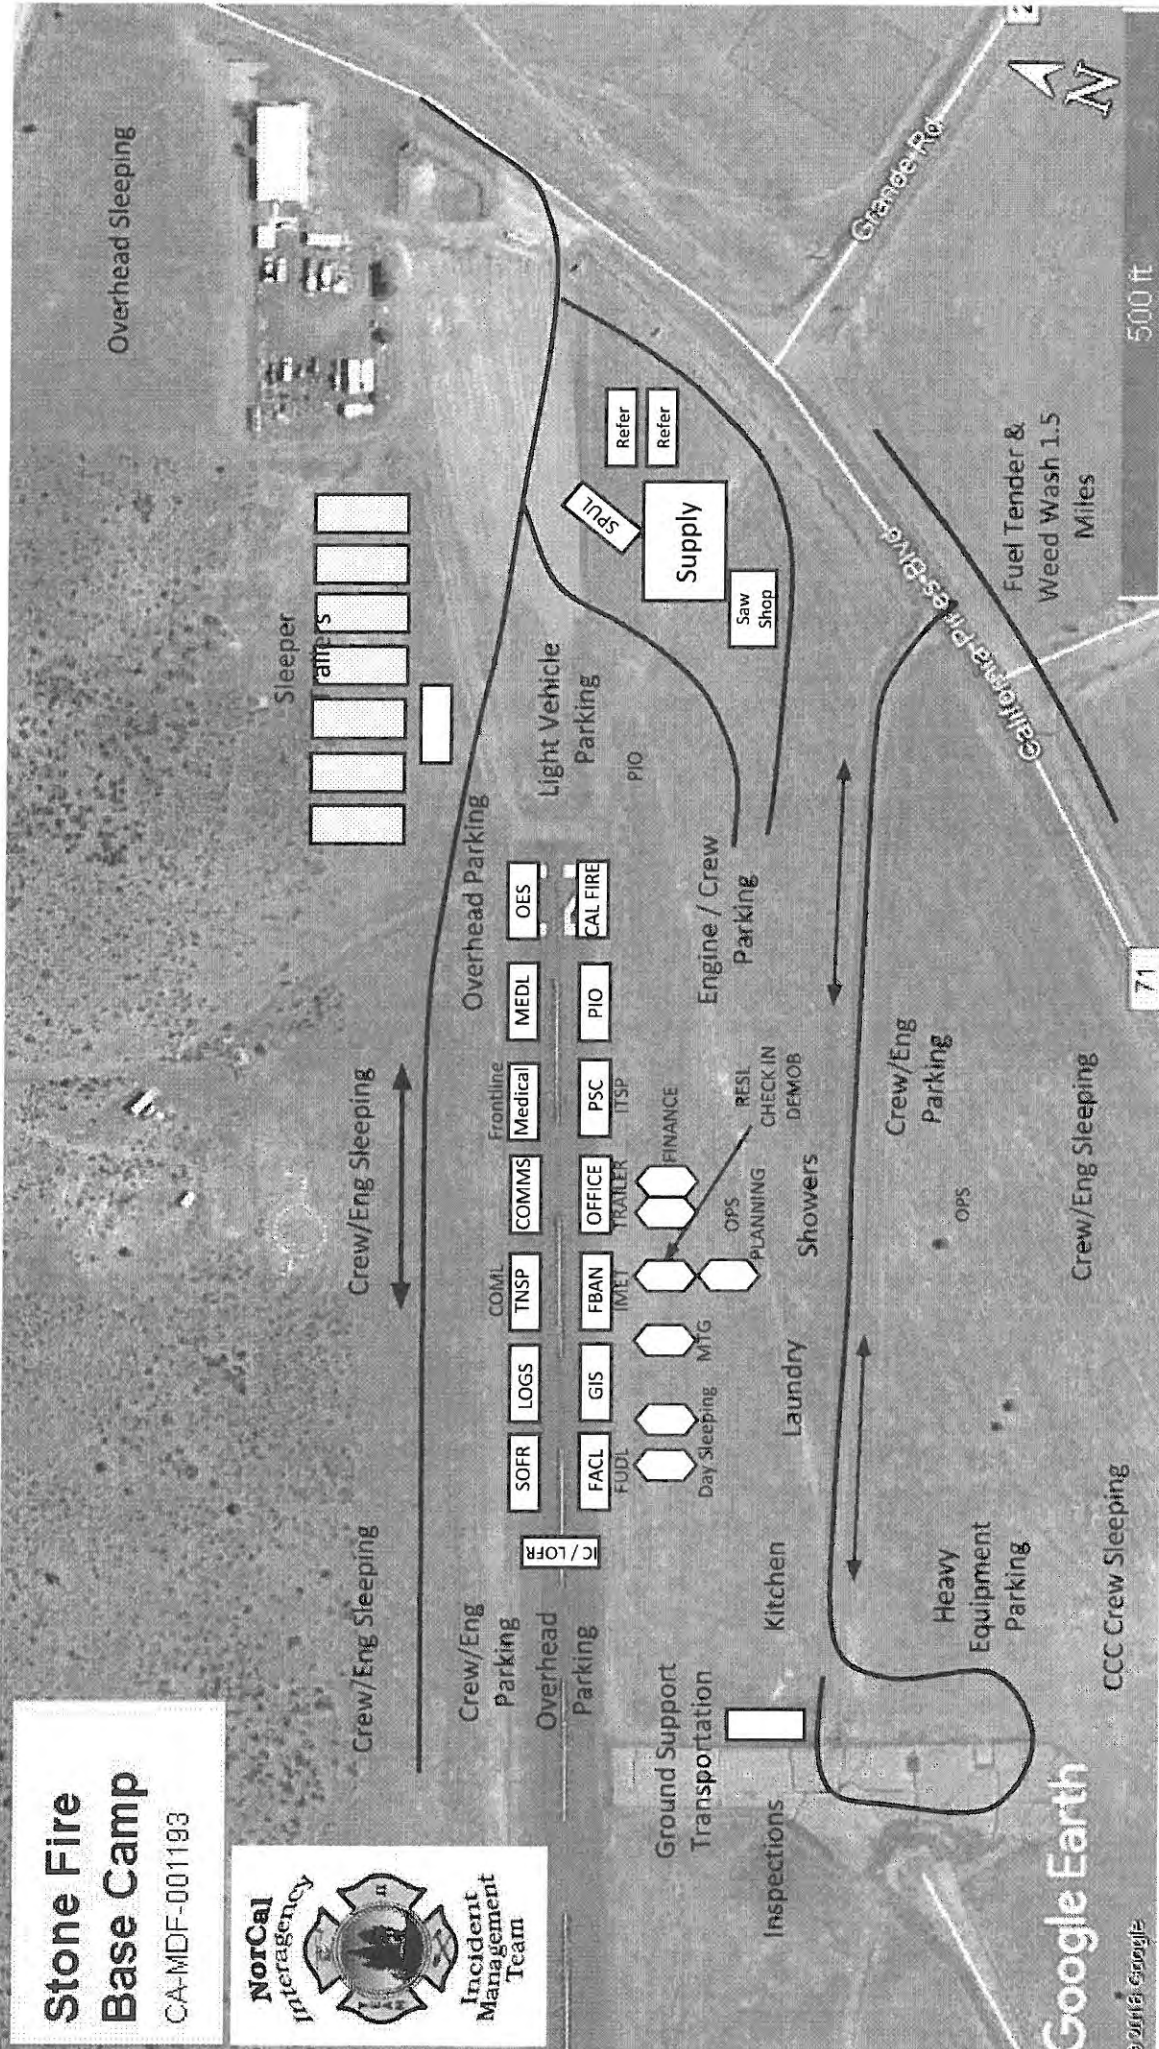 Stone Fire
Base Camp
CA-MDF-001193
NorCal
Interagency
Incident
Management
Team
Overhead Sleeping
Sleeper
ailers
Crew/Eng Sleeping
Crew/Eng Sleeping
Crew/Eng
Parking
Overhead
Parking
Overhead Parking
Light Vehicle
Parking
PIO
IC / LOFR
SOFR
LOGS
COML
TNSP
COMMS
Frontline
Medical
MEDL
OES
FACL
FUDL
GIS
FBAN
IMET
OFFICE
TRAILER
PSC
ITSP
PIO
CAL FIRE
Day Sleeping
MTG
OPS
PLANNING
FINANCE
RESL
CHECK IN
DEMOB
Engine / Crew
Parking
SPUL
Supply
Refer
Refer
Saw
Shop
Ground Support
Transportation
Inspections
Kitchen
Laundry
Showers
Heavy
Equipment
Parking
Crew/Eng
Parking
OPS
CCC Crew Sleeping
Crew/Eng Sleeping
Fuel Tender &
Weed Wash 1.5
Miles
California Pines Blvd
Grande Rd
71
2
N
500 ft
Google Earth